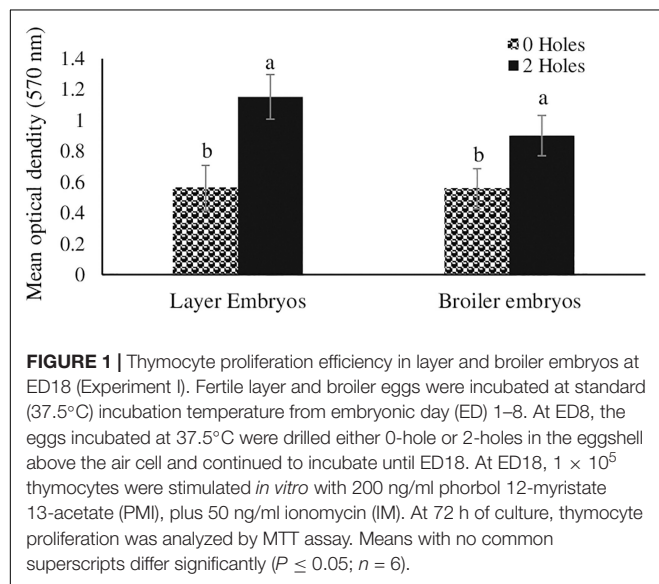 Mean optical dendity (570 nm)
1.4
1.2
1
0.8
0.6
0.4
0.2
0
0 Holes
2 Holes
b
a
b
a
Layer Embryos
Broiler embryos
FIGURE 1 | Thymocyte proliferation efficiency in layer and broiler embryos at
ED18 (Experiment I). Fertile layer and broiler eggs were incubated at standard
(37.5°C) incubation temperature from embryonic day (ED) 1–8. At ED8, the
eggs incubated at 37.5°C were drilled either 0-hole or 2-holes in the eggshell
above the air cell and continued to incubate until ED18. At ED18, 1 × 10⁵
thymocytes were stimulated in vitro with 200 ng/ml phorbol 12-myristate
13-acetate (PMI), plus 50 ng/ml ionomycin (IM). At 72 h of culture, thymocyte
proliferation was analyzed by MTT assay. Means with no common
superscripts differ significantly (P ≤ 0.05; n = 6).